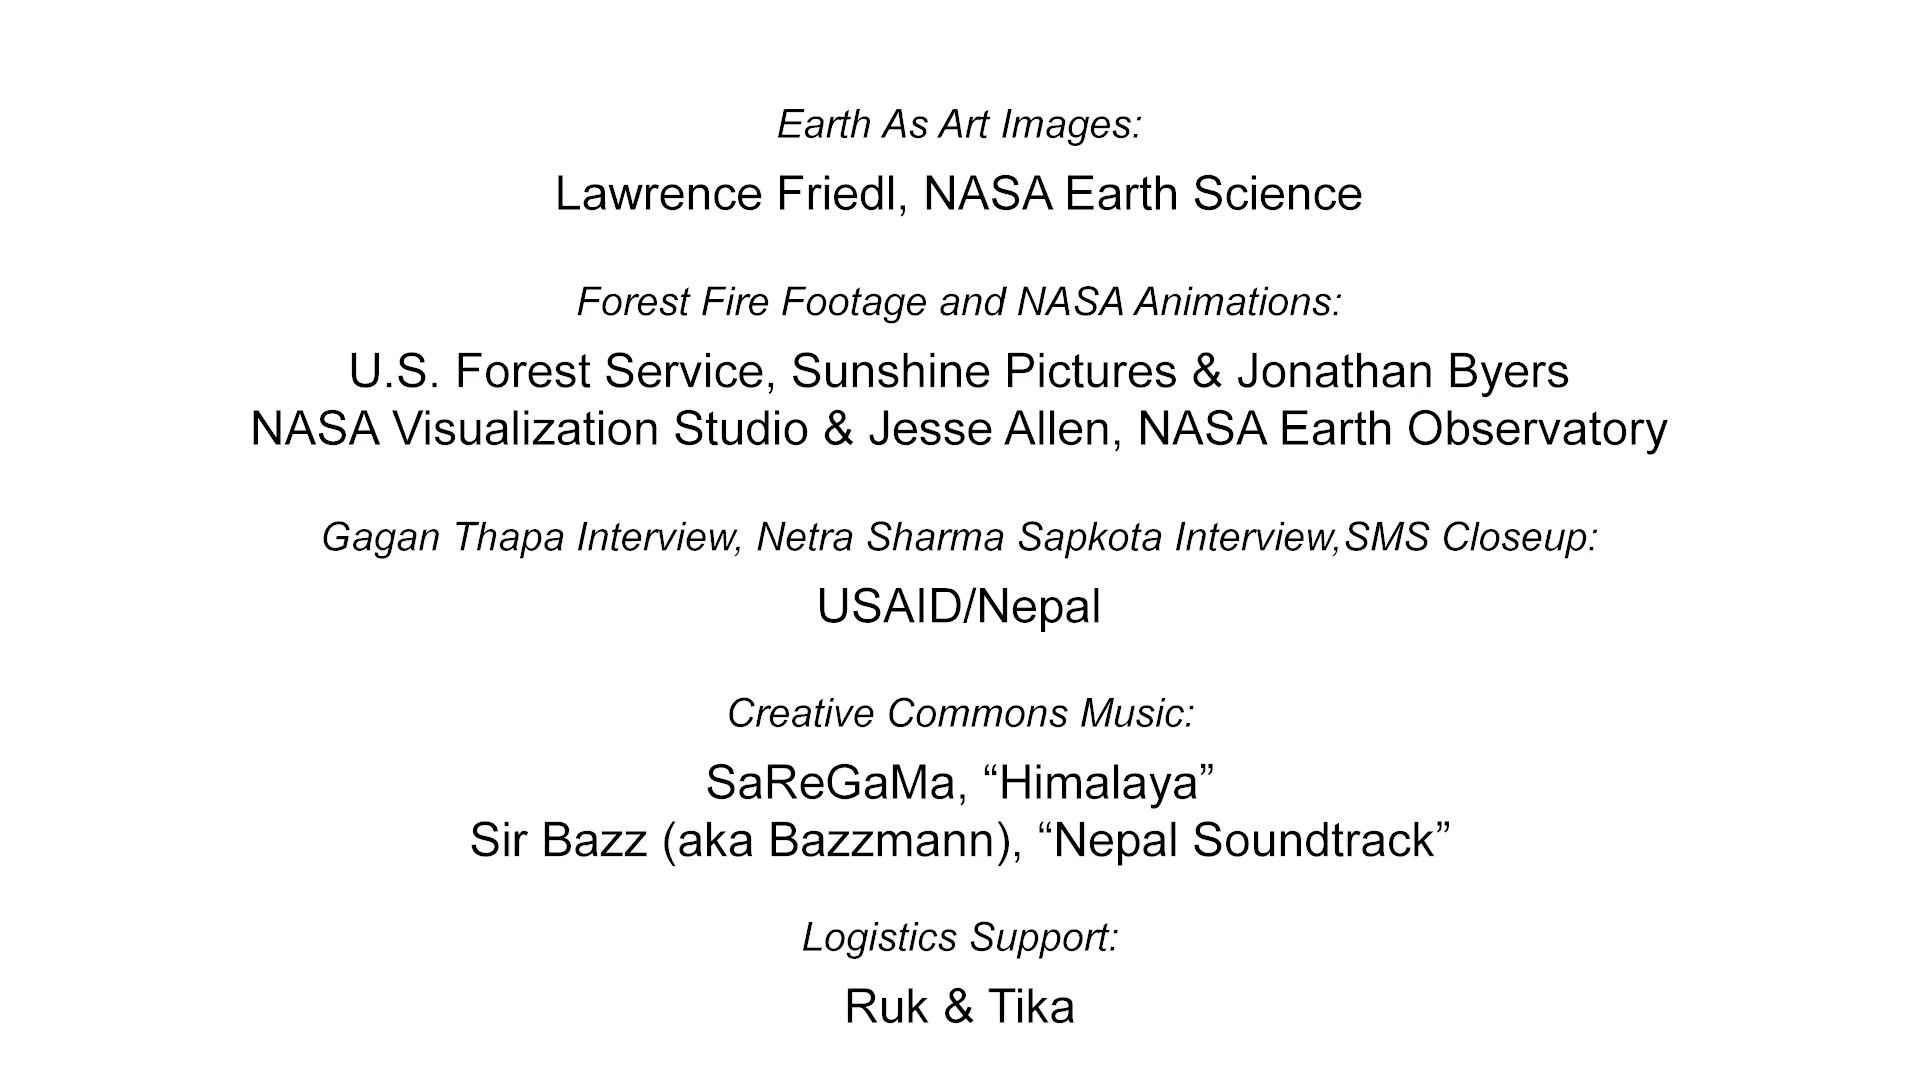 Earth As Art Images:
Lawrence Friedl, NASA Earth Science
Forest Fire Footage and NASA Animations:
U.S. Forest Service, Sunshine Pictures & Jonathan Byers
NASA Visualization Studio & Jesse Allen, NASA Earth Observatory
Gagan Thapa Interview, Netra Sharma Sapkota Interview,SMS Closeup:
USAID/Nepal
Creative Commons Music:
SaReGaMa, “Himalaya”
Sir Bazz (aka Bazzmann), “Nepal Soundtrack”
Logistics Support:
Ruk & Tika